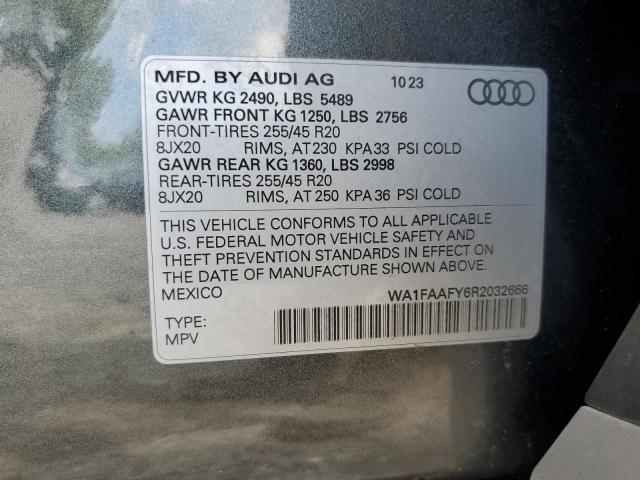 MFD. BY AUDI AG 10 23
GVWR KG 2490, LBS 5489
GAWR FRONT KG 1250, LBS 2756
FRONT-TIRES 255/45 R20
8JX20 RIMS, AT 230 KPA 33 PSI COLD
GAWR REAR KG 1360, LBS 2998
REAR-TIRES 255/45 R20
8JX20 RIMS, AT 250 KPA 36 PSI COLD
THIS VEHICLE CONFORMS TO ALL APPLICABLE
U.S. FEDERAL MOTOR VEHICLE SAFETY AND
THEFT PREVENTION STANDARDS IN EFFECT ON
THE DATE OF MANUFACTURE SHOWN ABOVE.
MEXICO WA1FAAFY6R2032666
TYPE:
MPV